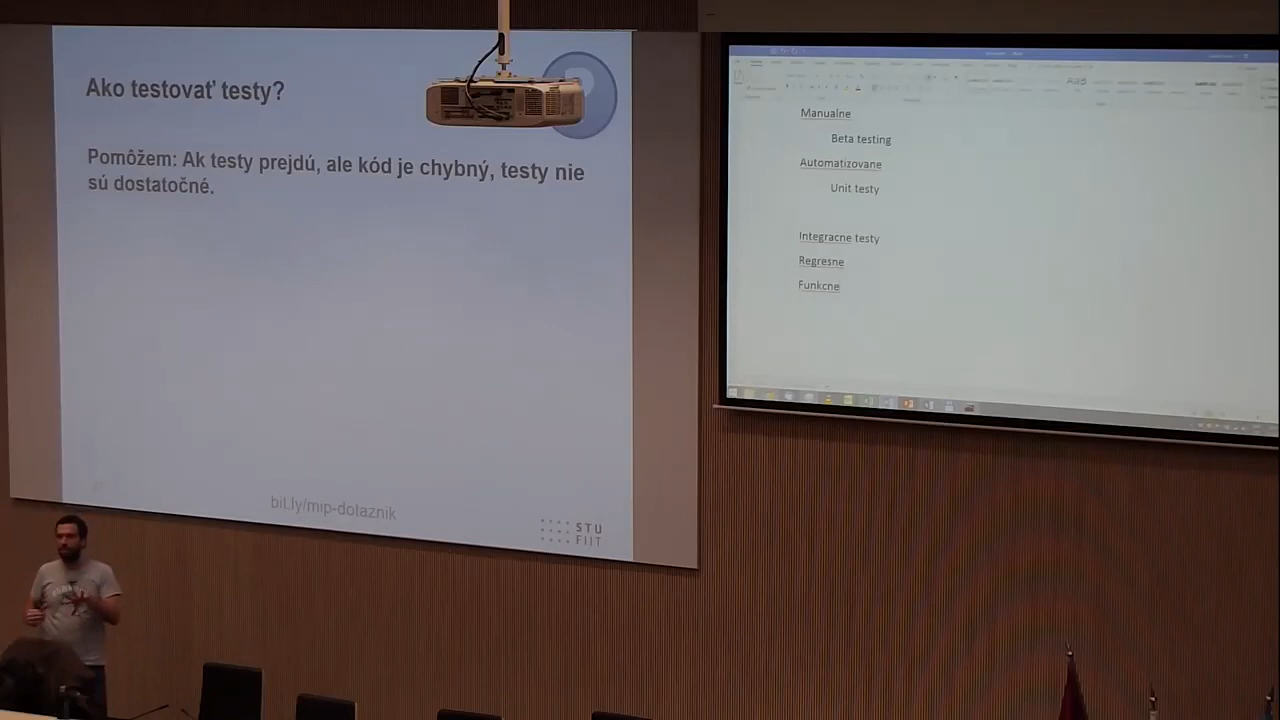 Ako testovať testy?
Pomôžem: Ak testy prejdú, ale kód je chybný, testy nie
sú dostatočné.
bit.ly/mip-dotaznik
STU
FIIT
Manualne
Beta testing
Automatizovane
Unit testy
Integracne testy
Regresne
Funkcne